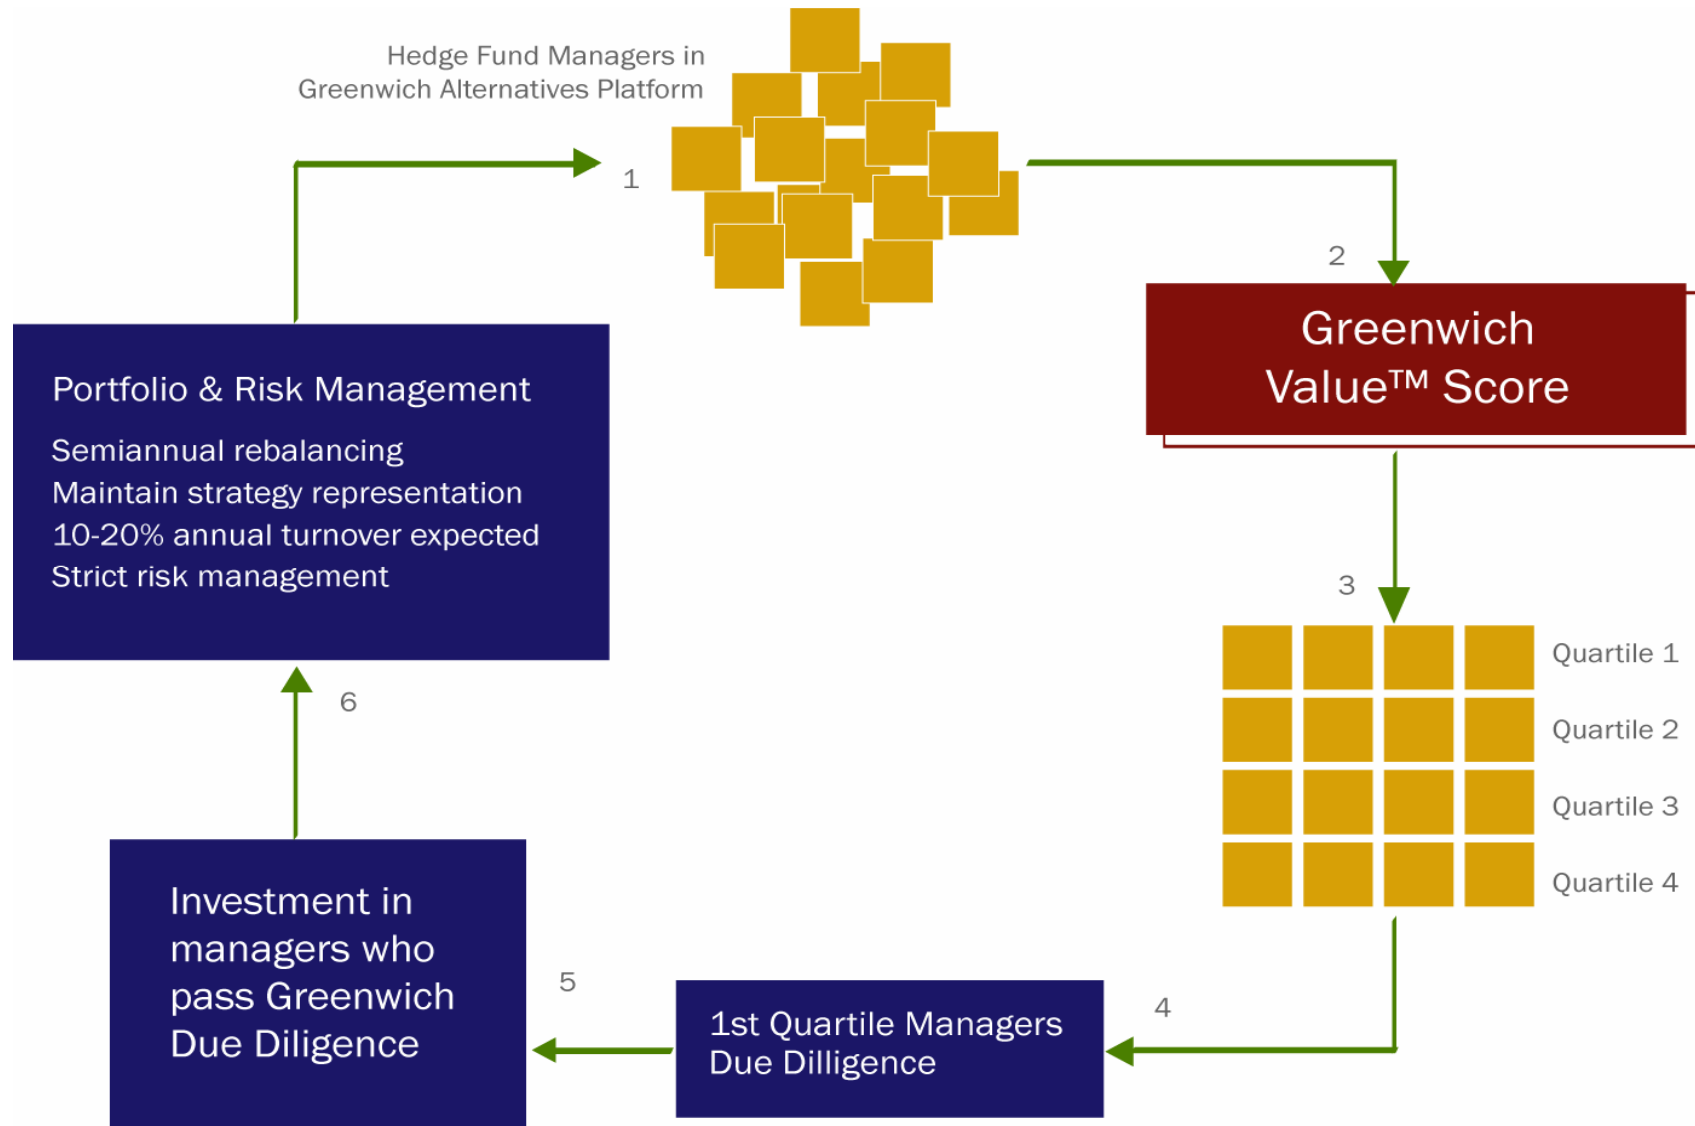 Hedge Fund Managers in
Greenwich Alternatives Platform
1
2
Greenwich
Value™ Score
Portfolio & Risk Management
Semiannual rebalancing
Maintain strategy representation
10-20% annual turnover expected
Strict risk management
3
Quartile 1
Quartile 2
Quartile 3
Quartile 4
6
Investment in
managers who
pass Greenwich
Due Diligence
5
1st Quartile Managers
Due Dilligence
4